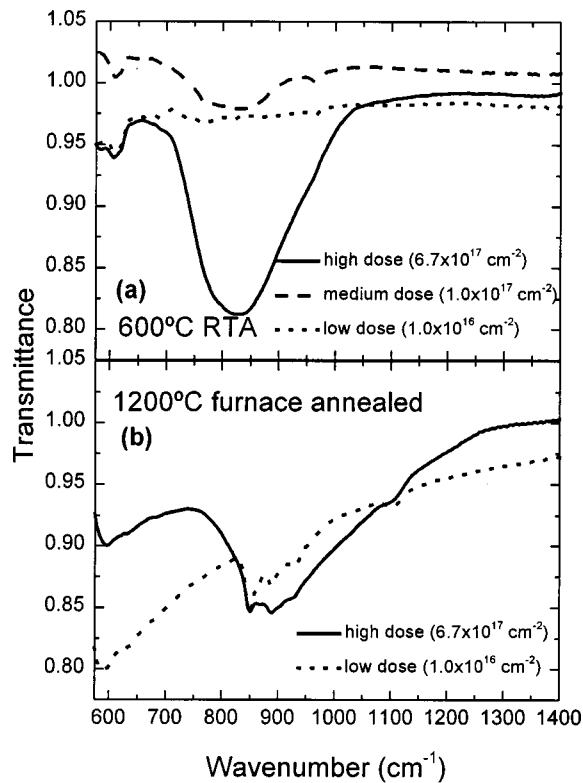 1.05
1.00
0.95
0.90
0.85
0.80
(a)
600ºC RTA
high dose (6.7x10¹⁷ cm⁻²)
medium dose (1.0x10¹⁷ cm⁻²)
low dose (1.0x10¹⁶ cm⁻²)
Transmittance
1.05
1.00
0.95
0.90
0.85
0.80
1200ºC furnace annealed
(b)
high dose (6.7x10¹⁷ cm⁻²)
low dose (1.0x10¹⁶ cm⁻²)
600 700 800 900 1000 1100 1200 1300 1400
Wavenumber (cm⁻¹)